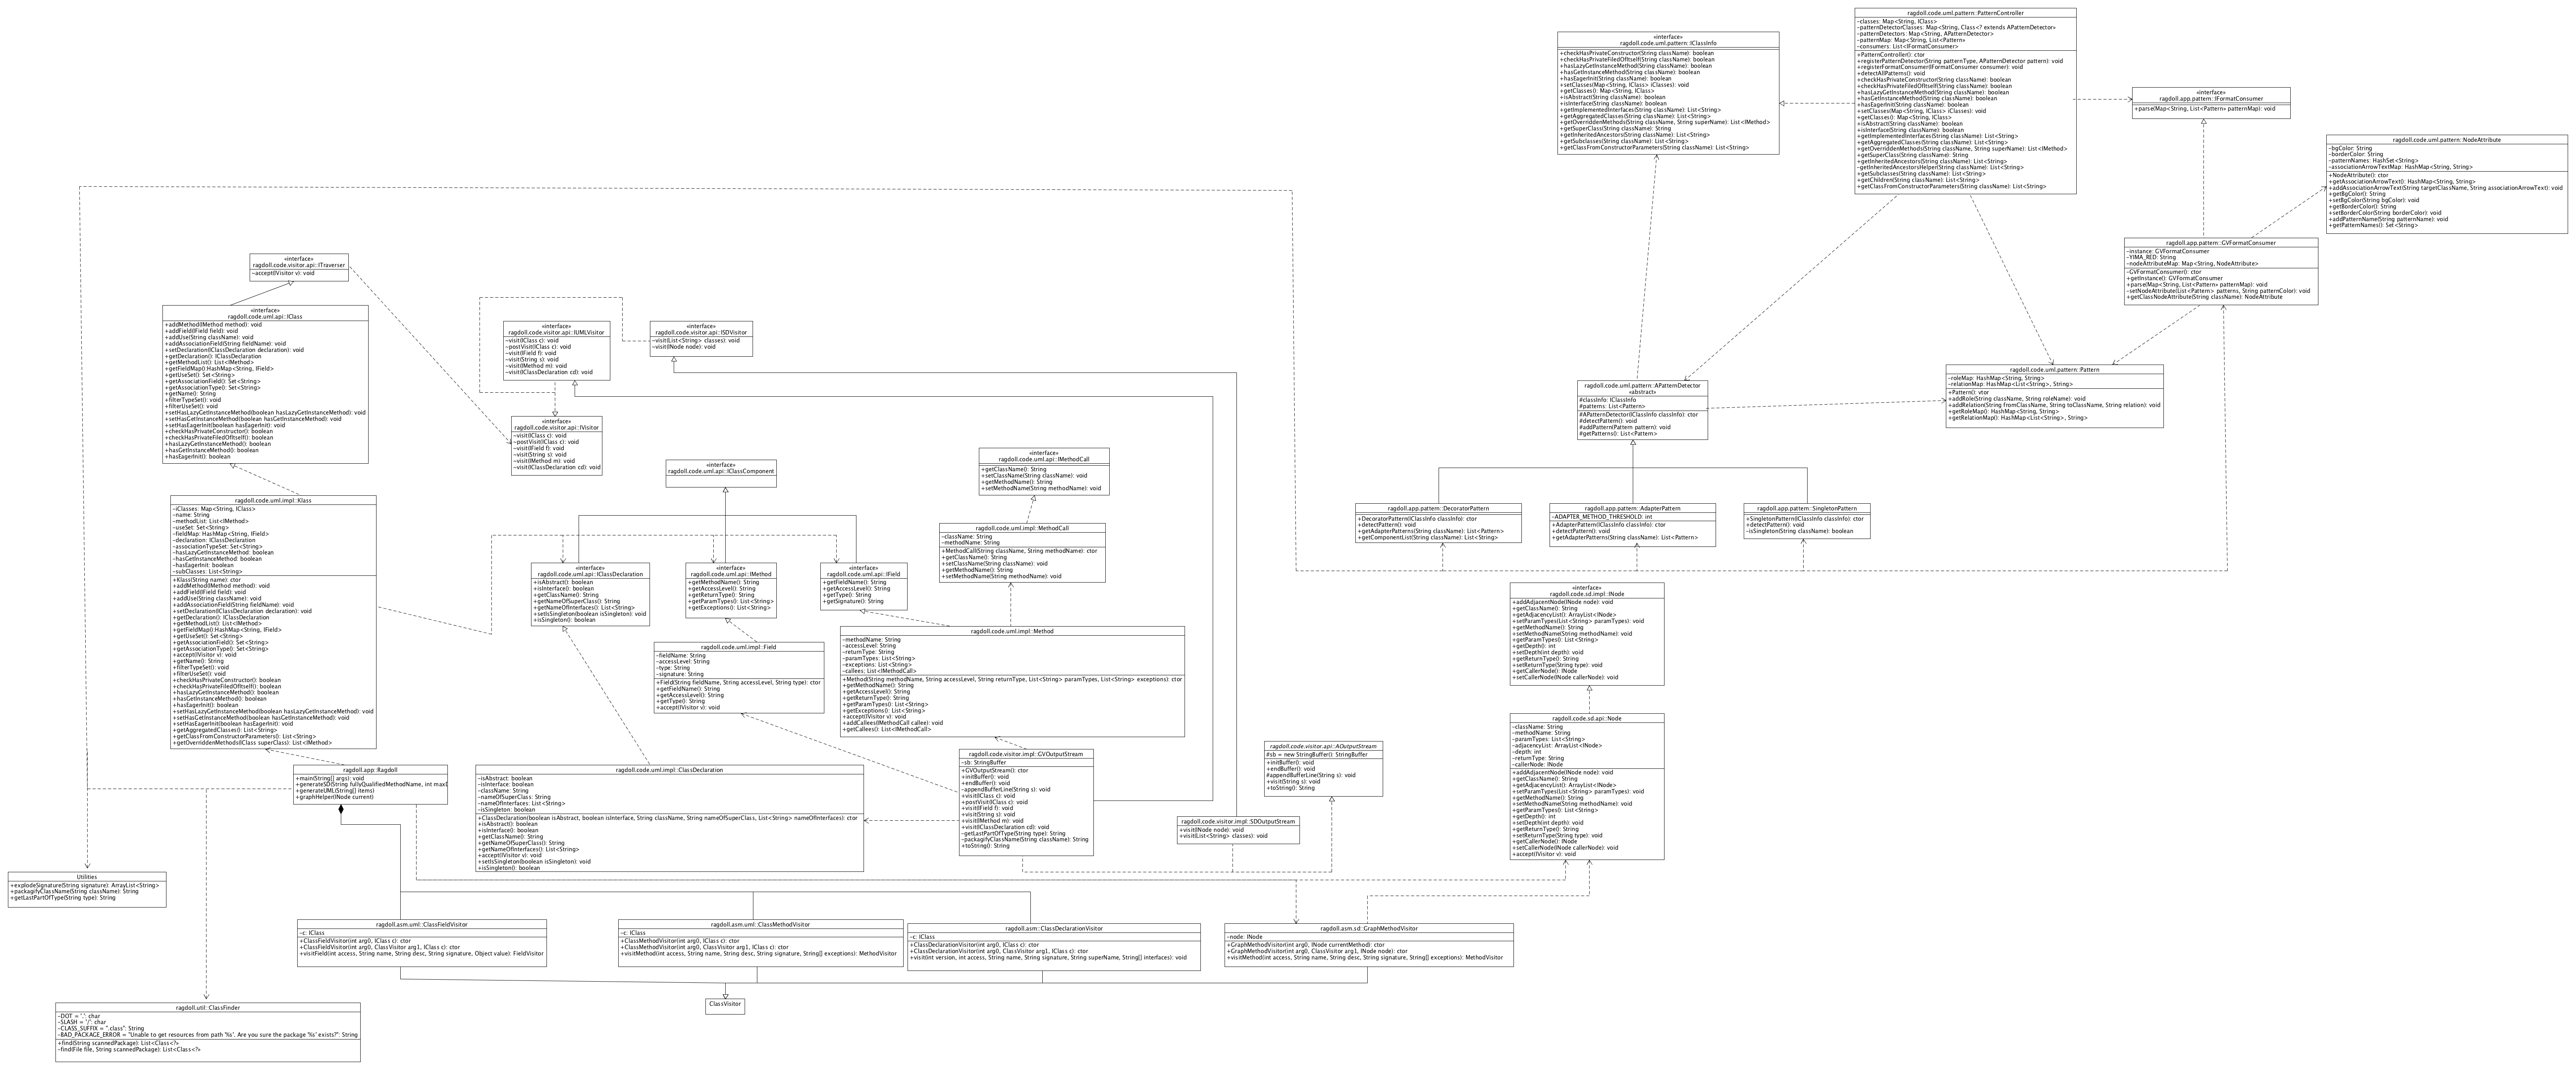 ragdoll.code.uml.pattern::PatternController
-classes: Map<String, IClass>
-patternDetectorClasses: Map<String, Class<? extends APatternDetector>
-patternDetectors: Map<String, APatternDetector>
-patternMap: Map<String, List<Pattern>
-consumers: List<IFormatConsumer>
+PatternController(): ctor
+registerPatternDetector(String patternType, APatternDetector pattern): void
+registerFormatConsumer(IFormatConsumer consumer): void
+detectAllPatterns(): void
+checkHasPrivateConstructor(String className): boolean
+checkHasPrivateFiledOfItself(String className): boolean
+hasLazyGetInstanceMethod(String className): boolean
+hasGetInstanceMethod(String className): boolean
+hasEagerInit(String className): boolean
+setClasses(Map<String, IClass> iClasses): void
+getClasses(): Map<String, IClass>
+isAbstract(String className): boolean
+isInterface(String className): boolean
+getImplementedInterfaces(String className): List<String>
+getAggregatedClasses(String className): List<String>
+getOverriddenMethods(String className, String superName): List<IMethod>
+getSuperClass(String className): String
+getInheritedAncestors(String className): List<String>
-getInheritedAncestorsHelper(String className): List<String>
+getSubclasses(String className): List<String>
+getChildren(String className): List<String>
+getClassFromConstructorParameters(String className): List<String>
«interface»
ragdoll.code.uml.pattern::IClassInfo
+checkHasPrivateConstructor(String className): boolean
+checkHasPrivateFiledOfItself(String className): boolean
+hasLazyGetInstanceMethod(String className): boolean
+hasGetInstanceMethod(String className): boolean
+hasEagerInit(String className): boolean
+setClasses(Map<String, IClass> iClasses): void
+getClasses(): Map<String, IClass>
+isAbstract(String className): boolean
+isInterface(String className): boolean
+getImplementedInterfaces(String className): List<String>
+getAggregatedClasses(String className): List<String>
+getOverriddenMethods(String className, String superName): List<IMethod>
+getSuperClass(String className): String
+getInheritedAncestors(String className): List<String>
+getSubclasses(String className): List<String>
+getClassFromConstructorParameters(String className): List<String>
«interface»
ragdoll.app.pattern::IFormatConsumer
+parse(Map<String, List<Pattern» patternMap): void
ragdoll.code.uml.pattern::NodeAttribute
-bgColor: String
-borderColor: String
-patternNames: HashSet<String>
-associationArrowTextMap: HashMap<String, String>
+NodeAttribute(): ctor
+getAssociationArrowText(): HashMap<String, String>
+addAssociationArrowText(String targetClassName, String associationArrowText): void
+getBgColor(): String
+setBgColor(String bgColor): void
+getBorderColor(): String
+setBorderColor(String borderColor): void
+addPatternName(String patternName): void
+getPatternNames(): Set<String>
ragdoll.app.pattern::GVFormatConsumer
-instance: GVFormatConsumer
-YIMA_RED: String
-nodeAttributeMap: Map<String, NodeAttribute>
-GVFormatConsumer(): ctor
+getInstance(): GVFormatConsumer
+parse(Map<String, List<Pattern» patternMap): void
-setNodeAttribute(List<Pattern> patterns, String patternColor): void
+getClassNodeAttribute(String className): NodeAttribute
«interface»
ragdoll.code.visitor.api::ITraverser
-accept(IVisitor v): void
«interface»
ragdoll.code.uml.api::IClass
+addMethod(IMethod method): void
+addField(IField field): void
+addUse(String className): void
+addAssociationField(String fieldName): void
+setDeclaration(IClassDeclaration declaration): void
+getDeclaration(): IClassDeclaration
+getMethodList(): List<IMethod>
+getFieldMap():HashMap<String, IField>
+getUseSet(): Set<String>
+getAssociationField(): Set<String>
+getAssociationType(): Set<String>
+getName(): String
+filterTypeSet(): void
+filterUseSet(): void
+setHasLazyGetInstanceMethod(boolean hasLazyGetInstanceMethod): void
+setHasGetInstanceMethod(boolean hasGetInstanceMethod): void
+setHasEagerInit(boolean hasEagerInit): void
+checkHasPrivateConstructor(): boolean
+checkHasPrivateFiledOfItself(): boolean
+hasLazyGetInstanceMethod(): boolean
+hasGetInstanceMethod(): boolean
+hasEagerInit(): boolean
«interface»
ragdoll.code.visitor.api::IUMLVisitor
-visit(IClass c): void
-postVisit(IClass c): void
-visit(IField f): void
-visit(String s): void
-visit(IMethod m): void
-visit(IClassDeclaration cd): void
«interface»
ragdoll.code.visitor.api::ISDVisitor
-visit(List<String> classes): void
-visit(INode node): void
«interface»
ragdoll.code.visitor.api::IVisitor
-visit(IClass c): void
-postVisit(IClass c): void
-visit(IField f): void
-visit(String s): void
-visit(IMethod m): void
-visit(IClassDeclaration cd): void
ragdoll.code.uml.pattern::APatternDetector
«abstract»
#classInfo: IClassInfo
#patterns: List<Pattern>
#APatternDetector(IClassInfo classInfo): ctor
#detectPattern(): void
#addPattern(Pattern pattern): void
#getPatterns(): List<Pattern>
ragdoll.code.uml.pattern::Pattern
-roleMap: HashMap<String, String>
-relationMap: HashMap<List<String>, String>
+Pattern(): vtor
+addRole(String className, String roleName): void
+addRelation(String fromClassName, String toClassName, String relation): void
+getRoleMap(): HashMap<String, String>
+getRelationMap(): HashMap<List<String>, String>
«interface»
ragdoll.code.uml.api::IClassComponent
«interface»
ragdoll.code.uml.api::IMethodCall
+getClassName(): String
+setClassName(String className): void
+getMethodName(): String
+setMethodName(String methodName): void
ragdoll.app.pattern::DecoratorPattern
+DecoratorPattern(IClassInfo classInfo): ctor
+detectPattern(): void
+getAdapterPatterns(String className): List<Pattern>
+getComponentList(String className): List<String>
ragdoll.app.pattern::AdapterPattern
-ADAPTER_METHOD_THRESHOLD: int
+AdapterPattern(IClassInfo classInfo): ctor
+detectPattern(): void
+getAdapterPatterns(String className): List<Pattern>
ragdoll.app.pattern::SingletonPattern
+SingletonPattern(IClassInfo classInfo): ctor
+detectPattern(): void
-isSingleton(String className): boolean
ragdoll.code.uml.impl::Klass
-iClasses: Map<String, IClass>
-name: String
-methodList: List<IMethod>
-useSet: Set<String>
-fieldMap: HashMap<String, IField>
-declaration: IClassDeclaration
-associationTypeSet: Set<String>
-hasLazyGetInstanceMethod: boolean
-hasGetInstanceMethod: boolean
-hasEagerInit: boolean
-subClasses: List<String>
+Klass(String name): ctor
+addMethod(IMethod method): void
+addField(IField field): void
+addUse(String className): void
+addAssociationField(String fieldName): void
+setDeclaration(IClassDeclaration declaration): void
+getDeclaration(): IClassDeclaration
+getMethodList(): List<IMethod>
+getFieldMap():HashMap<String, IField>
+getUseSet(): Set<String>
+getAssociationField(): Set<String>
+getAssociationType(): Set<String>
+accept(IVisitor v): void
+getName(): String
+filterTypeSet(): void
+filterUseSet(): void
+checkHasPrivateConstructor(): boolean
+checkHasPrivateFiledOfItself(): boolean
+hasLazyGetInstanceMethod(): boolean
+hasGetInstanceMethod(): boolean
+hasEagerInit(): boolean
+setHasLazyGetInstanceMethod(boolean hasLazyGetInstanceMethod): void
+setHasGetInstanceMethod(boolean hasGetInstanceMethod): void
+setHasEagerInit(boolean hasEagerInit): void
+getAggregatedClasses(): List<String>
+getClassFromConstructorParameters(): List<String>
+getOverriddenMethods(IClass superClass): List<IMethod>
ragdoll.code.uml.impl::MethodCall
-className: String
-methodName: String
+MethodCall(String className, String methodName): ctor
+getClassName(): String
+setClassName(String className): void
+getMethodName(): String
+setMethodName(String methodName): void
«interface»
ragdoll.code.uml.api::IClassDeclaration
+isAbstract(): boolean
+isInterface(): boolean
+getClassName(): String
+getNameOfSuperClass(): String
+getNameOfInterfaces(): List<String>
+setIsSingleton(boolean isSingleton): void
+isSingleton(): boolean
«interface»
ragdoll.code.uml.api::IMethod
+getMethodName(): String
+getAccessLevel(): String
+getReturnType(): String
+getParamTypes(): List<String>
+getExceptions(): List<String>
«interface»
ragdoll.code.uml.api::IField
+getFieldName(): String
+getAccessLevel(): String
+getType(): String
+getSignature(): String
«interface»
ragdoll.code.sd.impl::INode
+addAdjacentNode(INode node): void
+getClassName(): String
+getAdjacencyList(): ArrayList<INode>
+setParamTypes(List<String> paramTypes): void
+getMethodName(): String
+setMethodName(String methodName): void
+getParamTypes(): List<String>
+getDepth(): int
+setDepth(int depth): void
+getReturnType(): String
+setReturnType(String type): void
+getCallerNode(): INode
+setCallerNode(INode callerNode): void
ragdoll.code.uml.impl::Method
-methodName: String
-accessLevel: String
-returnType: String
-paramTypes: List<String>
-exceptions: List<String>
-callees: List<IMethodCall>
+Method(String methodName, String accessLevel, String returnType, List<String> paramTypes, List<String> exceptions): ctor
+getMethodName(): String
+getAccessLevel(): String
+getReturnType(): String
+getParamTypes(): List<String>
+getExceptions(): List<String>
+accept(IVisitor v): void
+addCallees(IMethodCall callee): void
+getCallees(): List<IMethodCall>
ragdoll.code.uml.impl::Field
-fieldName: String
-accessLevel: String
-type: String
-signature: String
+Field(String fieldName, String accessLevel, String type): ctor
+getFieldName(): String
+getAccessLevel(): String
+getType(): String
+accept(IVisitor v): void
ragdoll.code.sd.api::Node
-className: String
-methodName: String
-paramTypes: List<String>
-adjacencyList: ArrayList<INode>
-depth: int
-returnType: String
-callerNode: INode
+addAdjacentNode(INode node): void
+getClassName(): String
+getAdjacencyList(): ArrayList<INode>
+setParamTypes(List<String> paramTypes): void
+getMethodName(): String
+setMethodName(String methodName): void
+getParamTypes(): List<String>
+getDepth(): int
+setDepth(int depth): void
+getReturnType(): String
+setReturnType(String type): void
+getCallerNode(): INode
+setCallerNode(INode callerNode): void
+accept(IVisitor v): void
ragdoll.code.visitor.api::AOutputStream
#sb = new StringBuffer(): StringBuffer
+initBuffer(): void
+endBuffer(): void
#appendBufferLine(String s): void
+visit(String s): void
+toString(): String
ragdoll.code.visitor.impl::GVOutputStream
-sb: StringBuffer
+GVOutputStream(): ctor
+initBuffer(): void
+endBuffer(): void
-appendBufferLine(String s): void
+visit(IClass c): void
+postVisit(IClass c): void
+visit(IField f): void
+visit(String s): void
+visit(IMethod m): void
+visit(IClassDeclaration cd): void
-getLastPartOfType(String type): String
-packagifyClassName(String className): String
+toString(): String
ragdoll.app::Ragdoll
+main(String[] args): void
+generateSD(String fullyQualifiedMethodName, int max(
+generateUML(String[] items)
+graphHelper(INode current)
ragdoll.code.uml.impl::ClassDeclaration
-isAbstract: boolean
-isInterface: boolean
-className: String
-nameOfSuperClass: String
-nameOfInterfaces: List<String>
-isSingleton: boolean
+ClassDeclaration(boolean isAbstract, boolean isInterface, String className, String nameOfSuperClass, List<String> nameOfInterfaces): ctor
+isAbstract(): boolean
+isInterface(): boolean
+getClassName(): String
+getNameOfSuperClass(): String
+getNameOfInterfaces(): List<String>
+accept(IVisitor v): void
+setIsSingleton(boolean isSingleton): void
+isSingleton(): boolean
ragdoll.code.visitor.impl::SDOutputStream
+visit(INode node): void
+visit(List<String> classes): void
Utilities
+explodeSignature(String signature): ArrayList<String>
+packagifyClassName(String className): String
+getLastPartOfType(String type): String
ragdoll.asm.uml::ClassFieldVisitor
-c: IClass
+ClassFieldVisitor(int arg0, IClass c): ctor
+ClassFieldVisitor(int arg0, ClassVisitor arg1, IClass c): ctor
+visitField(int access, String name, String desc, String signature, Object value): FieldVisitor
ragdoll.asm.uml::ClassMethodVisitor
-c: IClass
+ClassMethodVisitor(int arg0, IClass c): ctor
+ClassMethodVisitor(int arg0, ClassVisitor arg1, IClass c): ctor
+visitMethod(int access, String name, String desc, String signature, String[] exceptions): MethodVisitor
ragdoll.asm::ClassDeclarationVisitor
-c: IClass
+ClassDeclarationVisitor(int arg0, IClass c): ctor
+ClassDeclarationVisitor(int arg0, ClassVisitor arg1, IClass c): ctor
+visit(int version, int access, String name, String signature, String superName, String[] interfaces): void
ragdoll.asm.sd::GraphMethodVisitor
-node: INode
+GraphMethodVisitor(int arg0, INode currentMethod): ctor
+GraphMethodVisitor(int arg0, ClassVisitor arg1, INode node): ctor
+visitMethod(int access, String name, String desc, String signature, String[] exceptions): MethodVisitor
ClassVisitor
ragdoll.util::ClassFinder
-DOT = '.': char
-SLASH = '/': char
-CLASS_SUFFIX = ".class": String
-BAD_PACKAGE_ERROR = "Unable to get resources from path '%s'. Are you sure the package '%s' exists?": String
+find(String scannedPackage): List<Class<?»
-find(File file, String scannedPackage): List<Class<?»